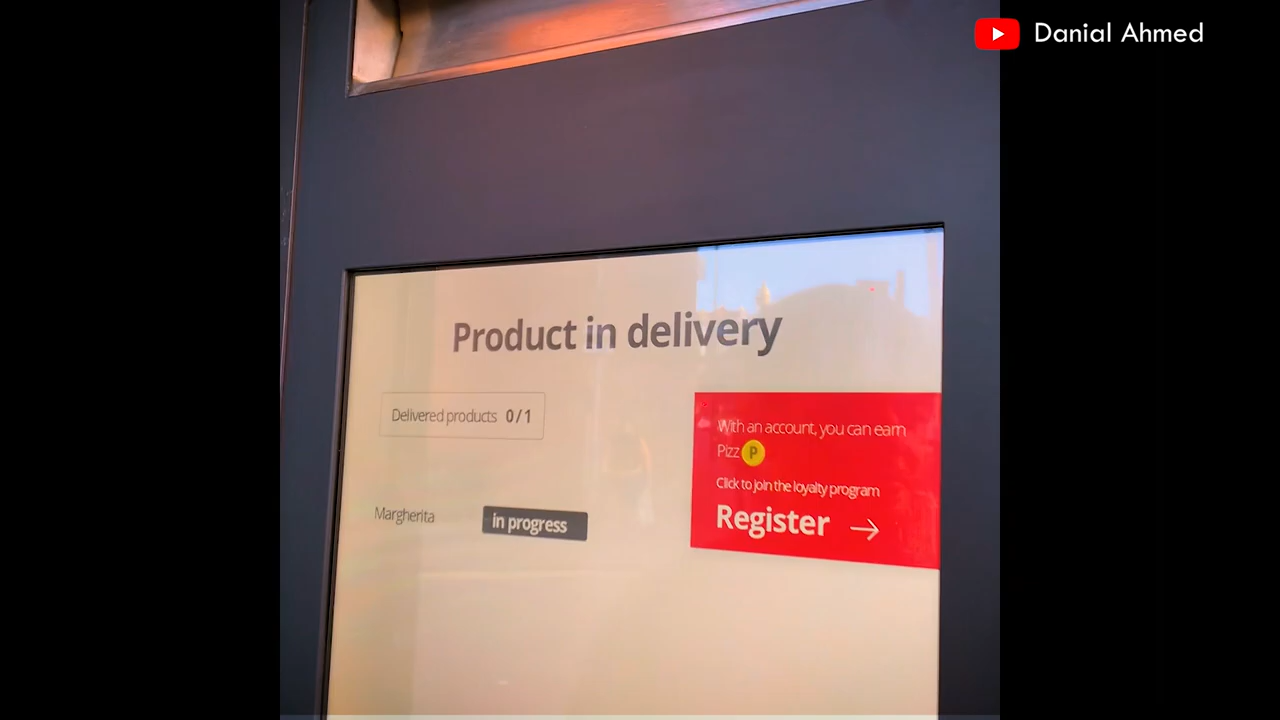 Danial Ahmed
Product in delivery
Delivered products 0/1
With an account, you can earn
Pizz P
Click to join the loyalty program
Register →
Margherita in progress